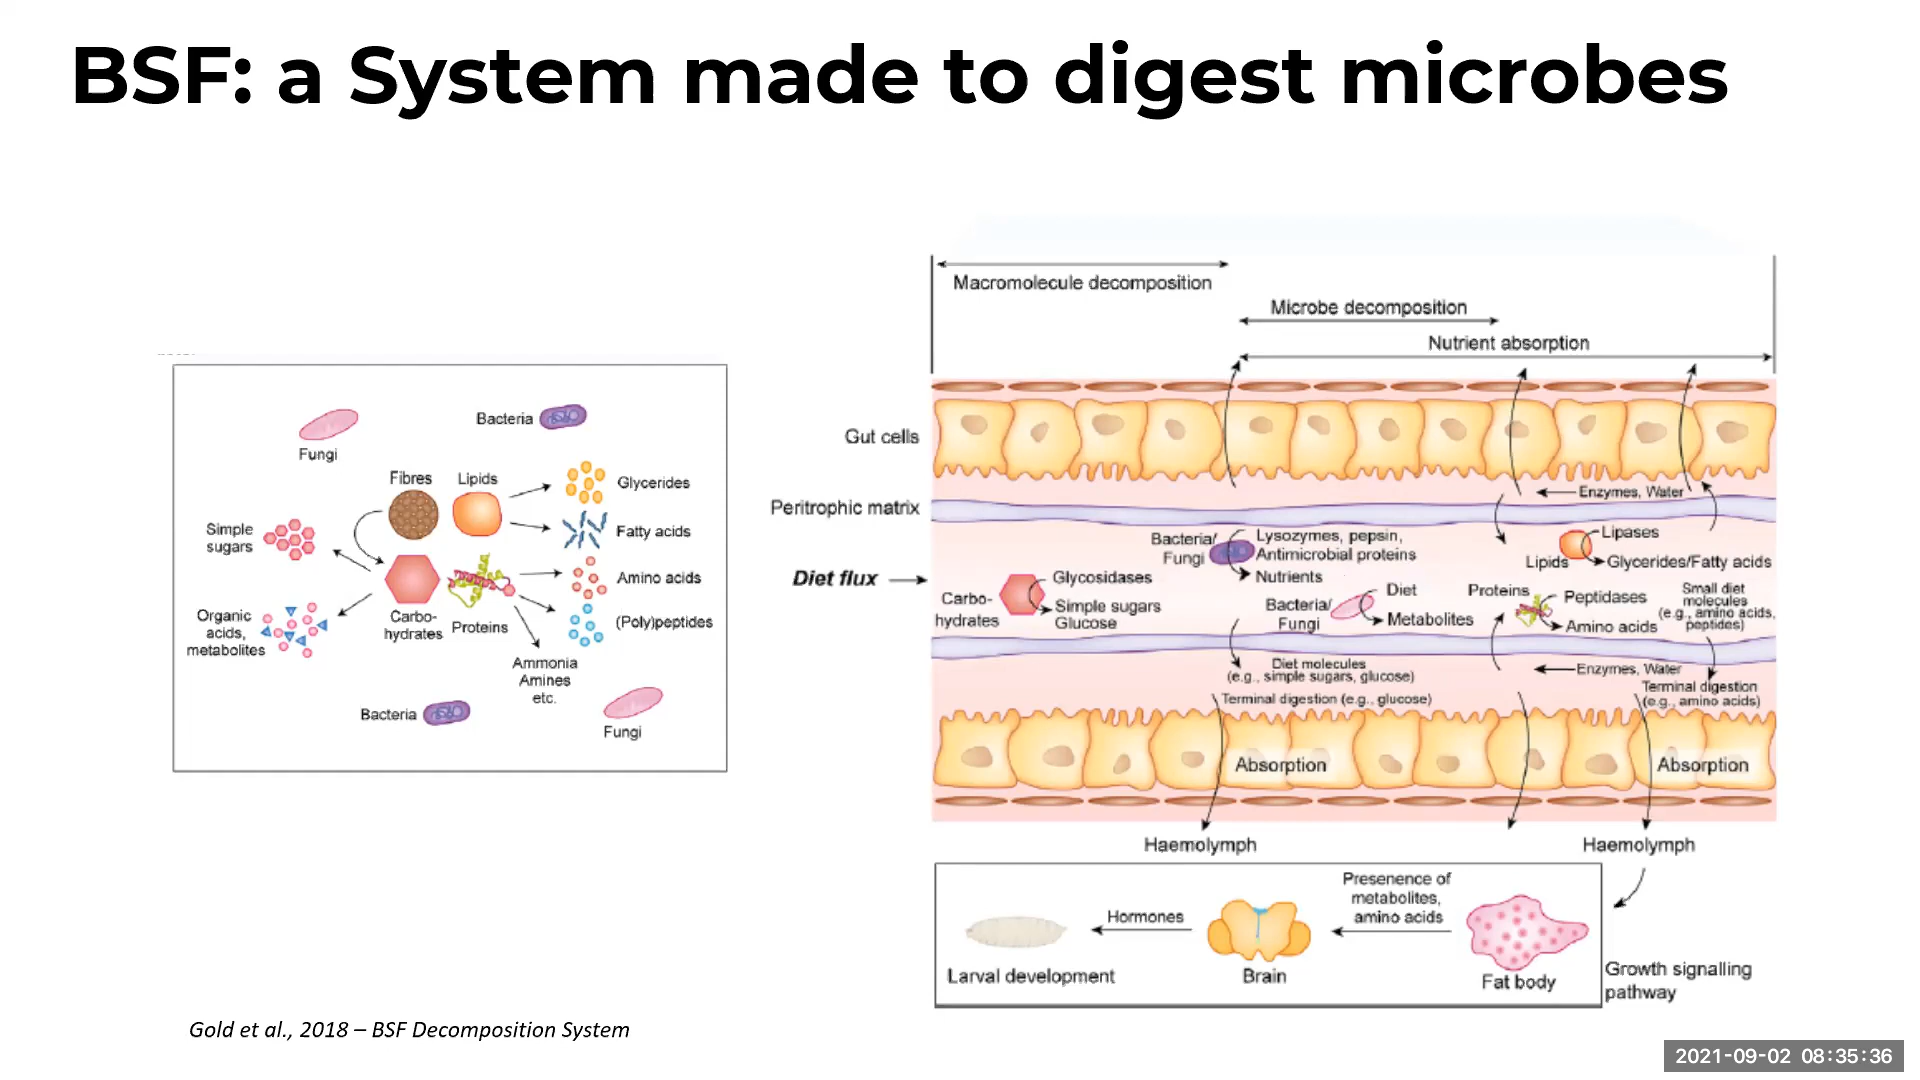 BSF: a System made to digest microbes
Fungi
Bacteria
Fibres
Lipids
Glycerides
Simple
sugars
Fatty acids
Amino acids
Organic
acids,
metabolites
Carbo-
hydrates
Proteins
(Poly)peptides
Ammonia
Amines
etc.
Bacteria
Fungi
Macromolecule decomposition
Microbe decomposition
Nutrient absorption
Gut cells
Peritrophic matrix
Diet flux
Enzymes, Water
Bacteria/
Fungi
Lysozymes, pepsin,
Antimicrobial proteins
Nutrients
Lipases
Lipids
Glycerides/Fatty acids
Carbo-
hydrates
Glycosidases
Simple sugars
Glucose
Bacteria/
Fungi
Diet
Metabolites
Proteins
Peptidases
Amino acids
Small diet
molecules
(e.g., amino acids,
peptides)
Diet molecules
(e.g., simple sugars, glucose)
Enzymes, Water
Terminal digestion (e.g., glucose)
Terminal digestion
(e.g., amino acids)
Absorption
Absorption
Haemolymph
Haemolymph
Presenence of
metabolites,
amino acids
Hormones
Larval development
Brain
Fat body
Growth signalling
pathway
Gold et al., 2018 – BSF Decomposition System
2021-09-02 08:35:36